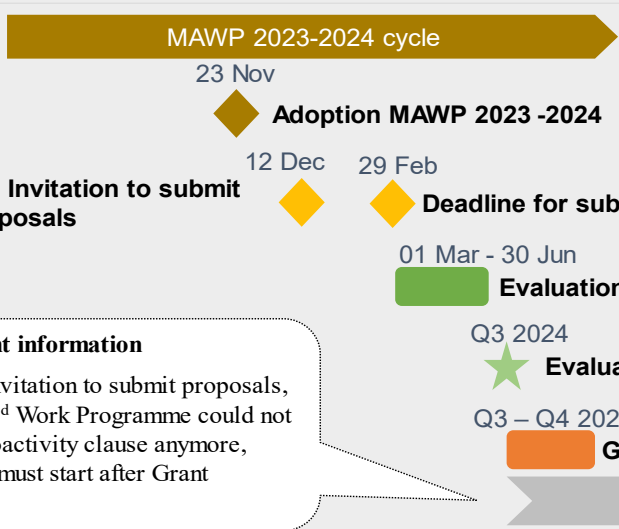 MAWP 2023-2024 cycle
23 Nov
Adoption MAWP 2023 -2024
12 Dec
29 Feb
Invitation to submit
posals
Deadline for sub
01 Mar - 30 Jun
Evaluation
Q3 2024
Evalua
Q3 – Q4 202
G
t information
nvitation to submit proposals,
d Work Programme could not
oactivity clause anymore,
must start after Grant